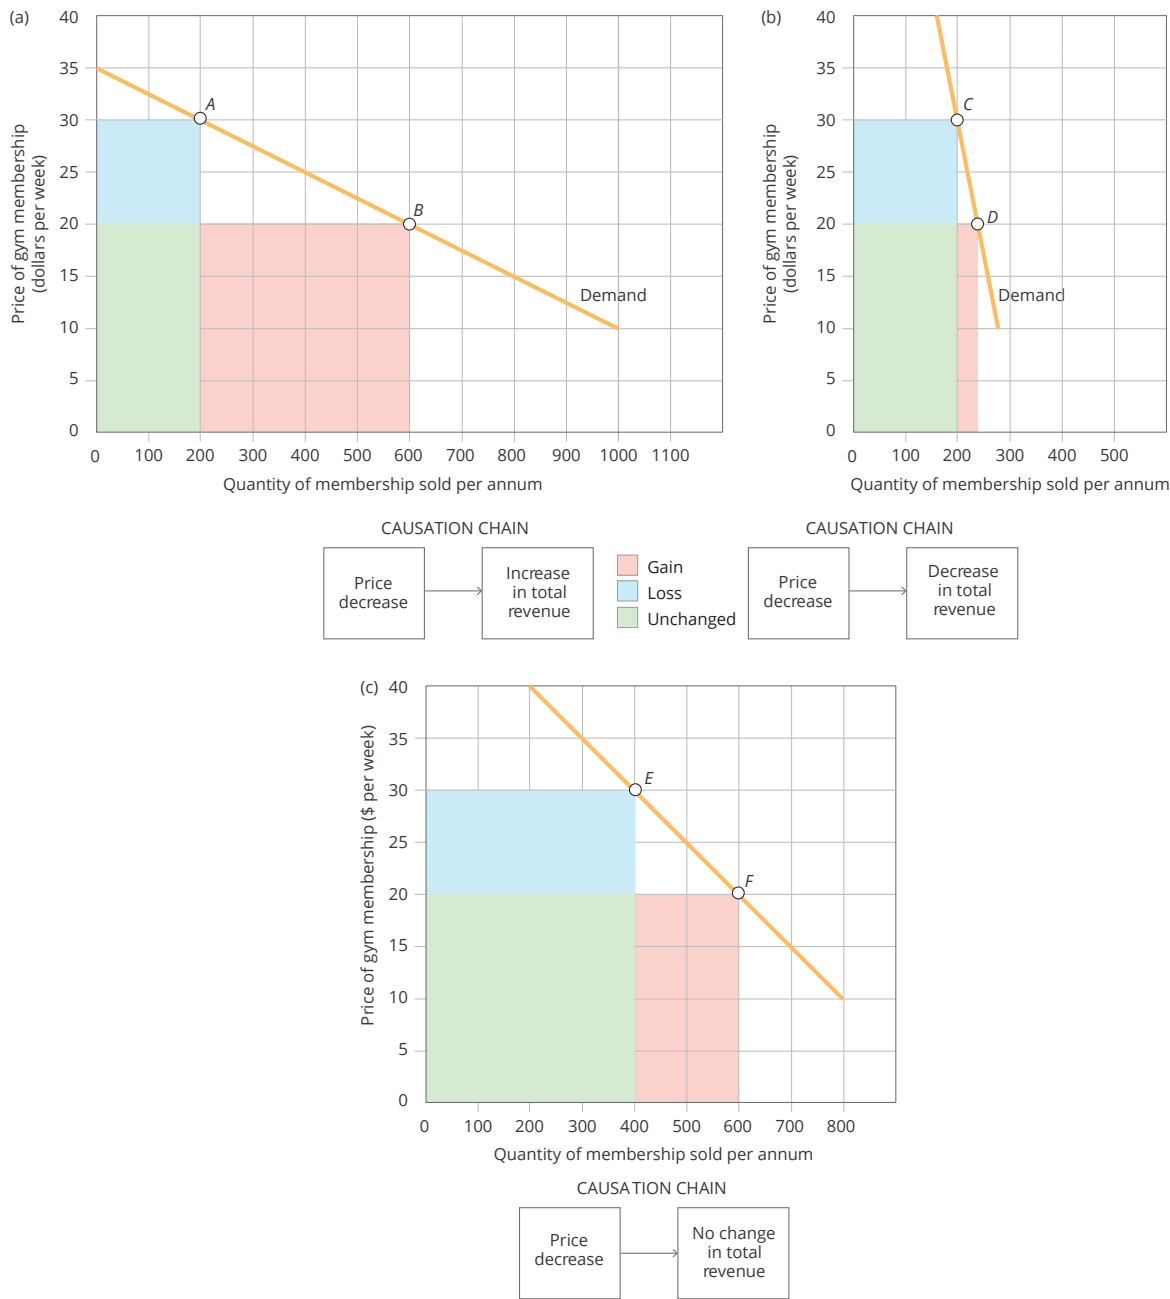 (a)
40
35
30
25
20
15
10
5
0
Price of gym membership
(dollars per week)
A
B
Demand
0 100 200 300 400 500 600 700 800 900 1000 1100
Quantity of membership sold per annum
(b)
40
35
30
25
20
15
10
5
0
Price of gym membership
(dollars per week)
C
D
Demand
0 100 200 300 400 500
Quantity of membership sold per annum
CAUSATION CHAIN
Price
decrease
Increase
in total
revenue
Gain
Loss
Unchanged
CAUSATION CHAIN
Price
decrease
Decrease
in total
revenue
(c)
40
35
30
25
20
15
10
5
0
Price of gym membership ($ per week)
E
F
0 100 200 300 400 500 600 700 800
Quantity of membership sold per annum
CAUSATION CHAIN
Price
decrease
No change
in total
revenue